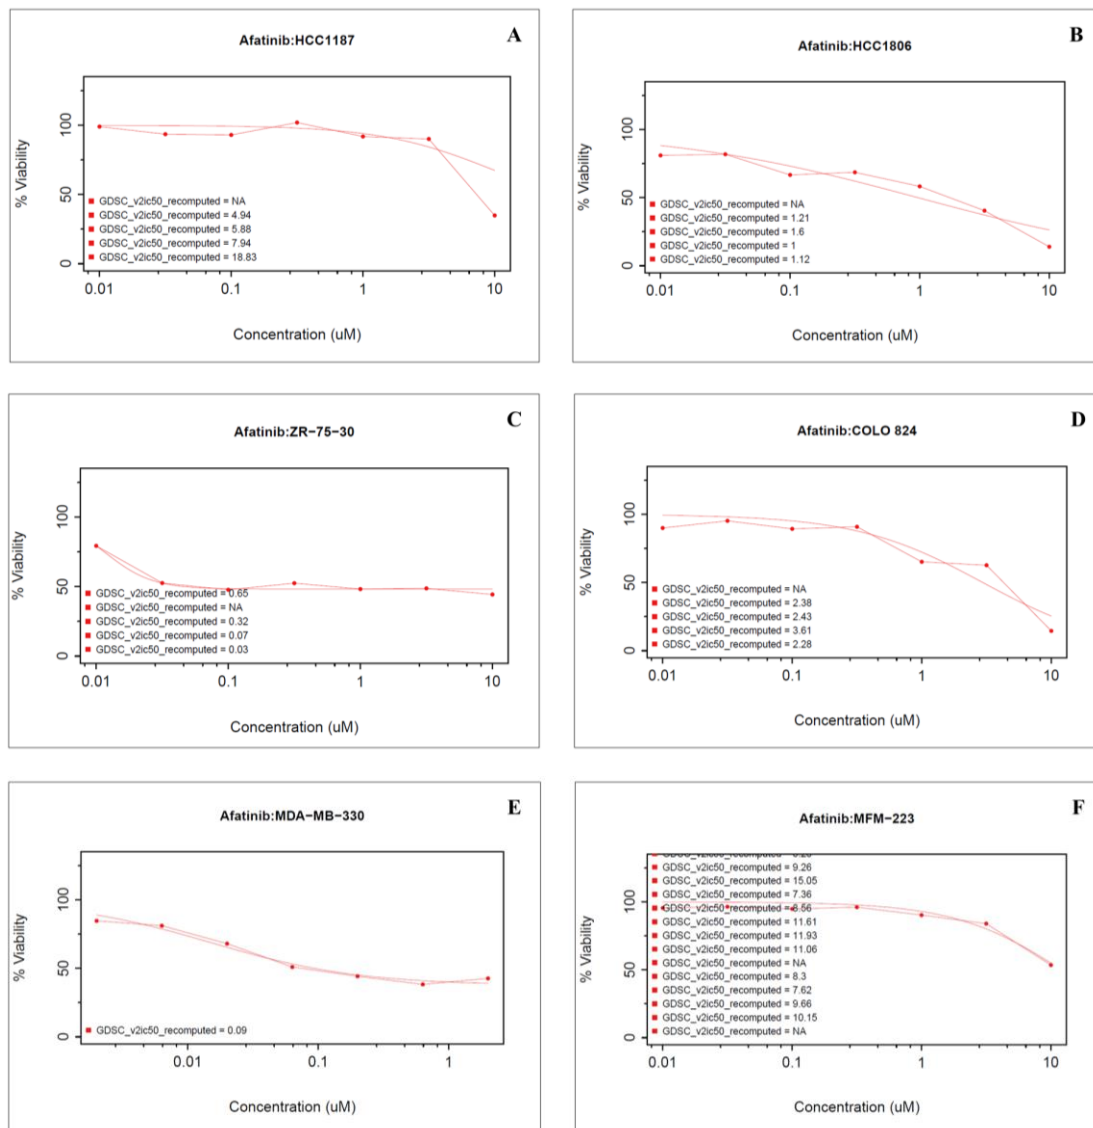 A
Afatinib:HCC1187
% Viability
100
50
0
GDSC_v2ic50_recomputed = NA
GDSC_v2ic50_recomputed = 4.94
GDSC_v2ic50_recomputed = 5.88
GDSC_v2ic50_recomputed = 7.94
GDSC_v2ic50_recomputed = 18.83
0.01 0.1 1 10
Concentration (uM)
B
Afatinib:HCC1806
% Viability
100
50
0
GDSC_v2ic50_recomputed = NA
GDSC_v2ic50_recomputed = 1.21
GDSC_v2ic50_recomputed = 1.6
GDSC_v2ic50_recomputed = 1
GDSC_v2ic50_recomputed = 1.12
0.01 0.1 1 10
Concentration (uM)
C
Afatinib:ZR−75−30
% Viability
100
50
0
GDSC_v2ic50_recomputed = 0.65
GDSC_v2ic50_recomputed = NA
GDSC_v2ic50_recomputed = 0.32
GDSC_v2ic50_recomputed = 0.07
GDSC_v2ic50_recomputed = 0.03
0.01 0.1 1 10
Concentration (uM)
D
Afatinib:COLO 824
% Viability
100
50
0
GDSC_v2ic50_recomputed = NA
GDSC_v2ic50_recomputed = 2.38
GDSC_v2ic50_recomputed = 2.43
GDSC_v2ic50_recomputed = 3.61
GDSC_v2ic50_recomputed = 2.28
0.01 0.1 1 10
Concentration (uM)
E
Afatinib:MDA−MB−330
% Viability
100
50
0
GDSC_v2ic50_recomputed = 0.09
0.01 0.1 1
Concentration (uM)
F
Afatinib:MFM−223
% Viability
100
50
0
GDSC_v2ic50_recomputed =
GDSC_v2ic50_recomputed = 9.26
GDSC_v2ic50_recomputed = 15.05
GDSC_v2ic50_recomputed = 7.36
GDSC_v2ic50_recomputed = 8.56
GDSC_v2ic50_recomputed = 11.61
GDSC_v2ic50_recomputed = 11.93
GDSC_v2ic50_recomputed = 11.06
GDSC_v2ic50_recomputed = NA
GDSC_v2ic50_recomputed = 8.3
GDSC_v2ic50_recomputed = 7.62
GDSC_v2ic50_recomputed = 9.66
GDSC_v2ic50_recomputed = 10.15
GDSC_v2ic50_recomputed = NA
0.01 0.1 1 10
Concentration (uM)